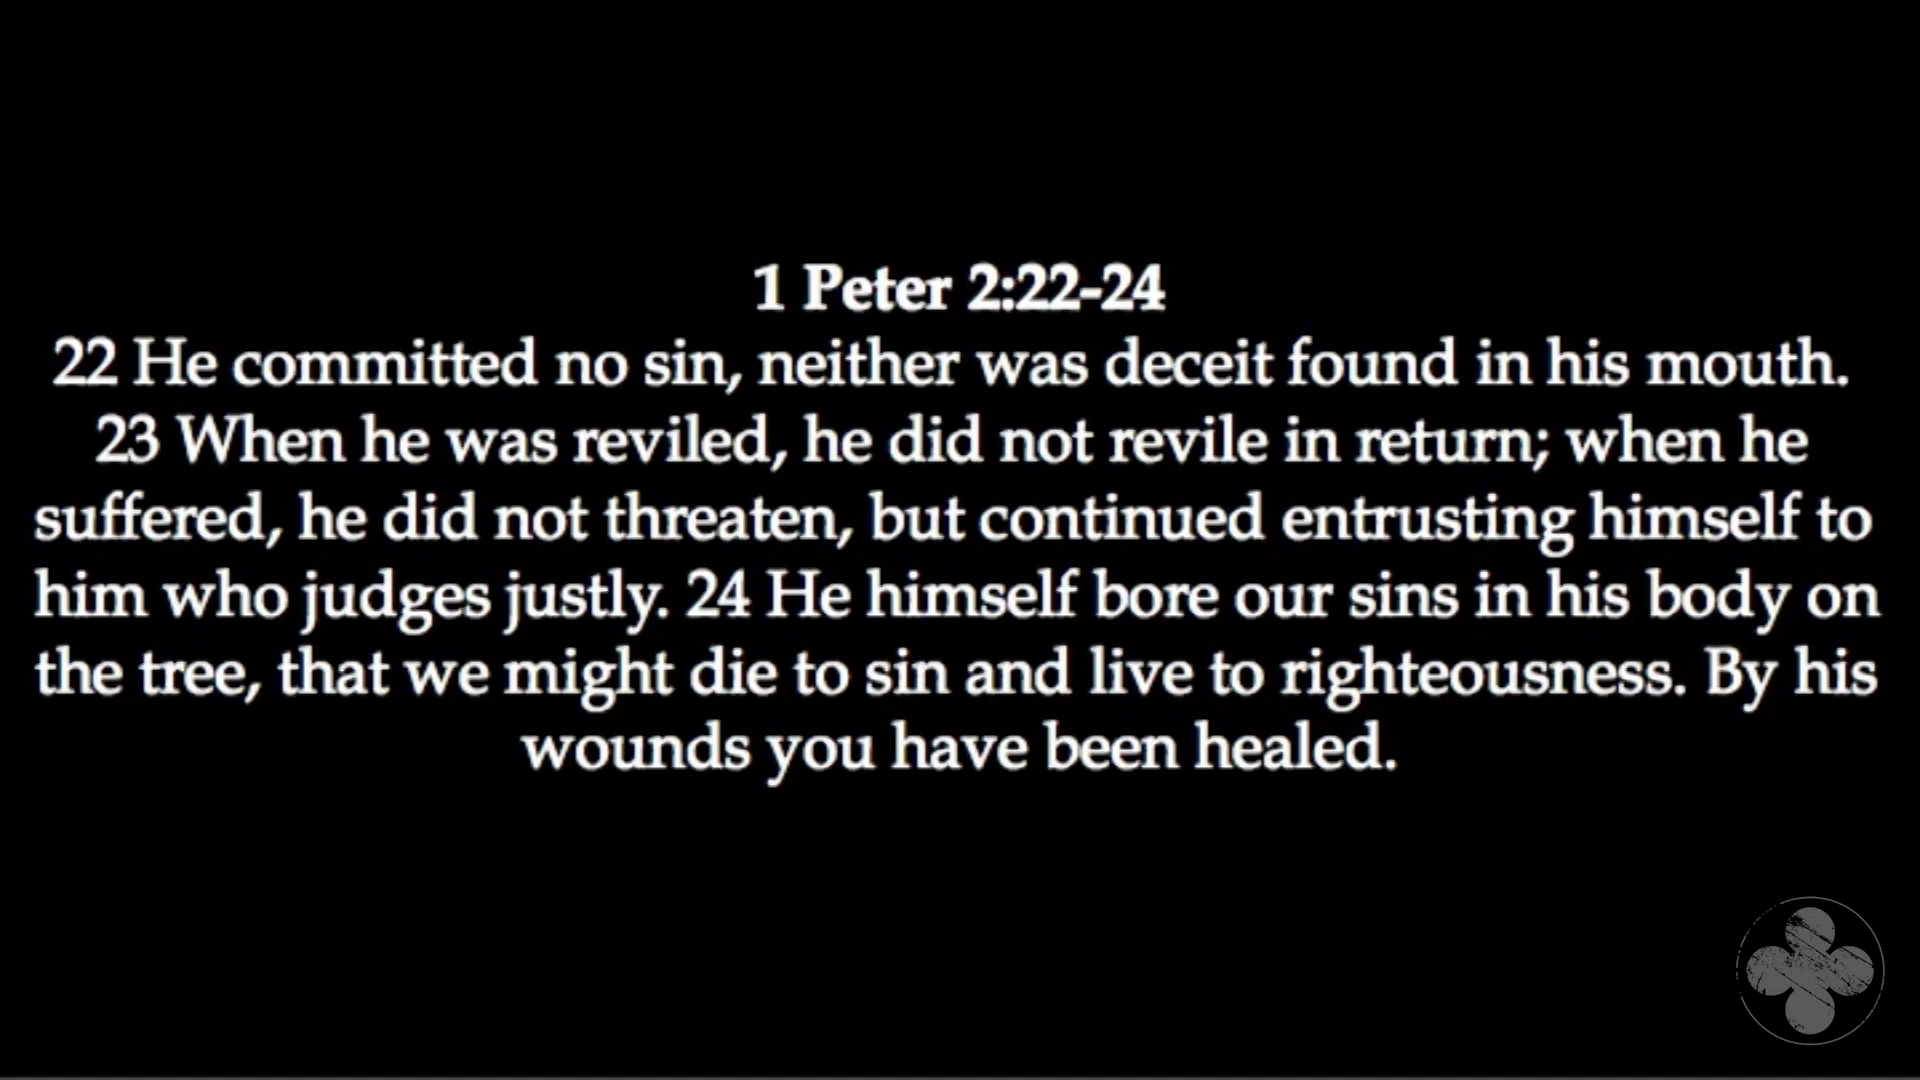 1 Peter 2:22-24
22 He committed no sin, neither was deceit found in his mouth.
23 When he was reviled, he did not revile in return; when he
suffered, he did not threaten, but continued entrusting himself to
him who judges justly. 24 He himself bore our sins in his body on
the tree, that we might die to sin and live to righteousness. By his
wounds you have been healed.